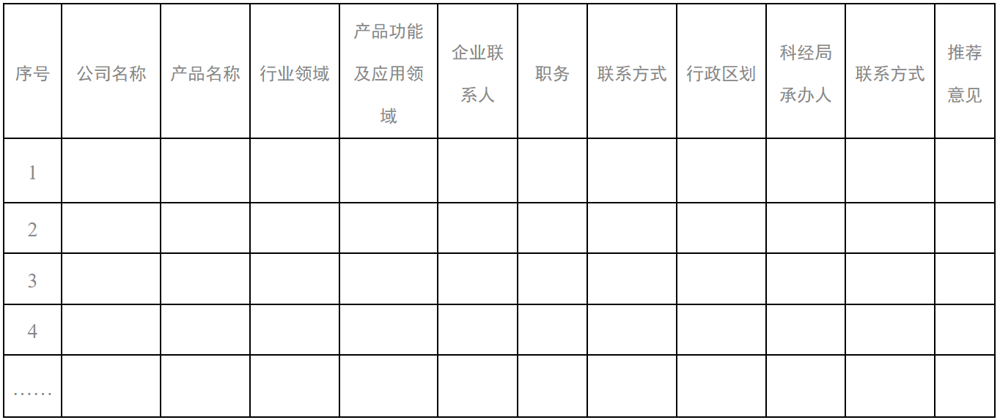 序号
公司名称
产品名称
行业领域
产品功能
及应用领
域
企业联
系人
职务
联系方式
行政区划
科经局
承办人
联系方式
推荐
意见
1
2
3
4
……